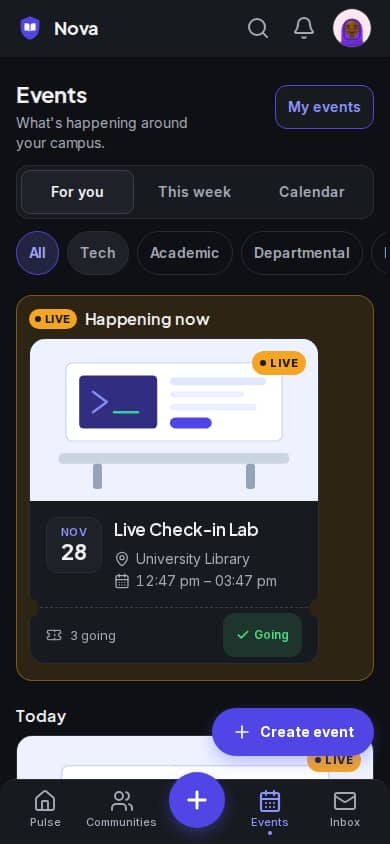 Nova
Events
What's happening around
your campus.
My events
For you
This week
Calendar
All
Tech
Academic
Departmental
LIVE
Happening now
LIVE
NOV
28
Live Check-in Lab
University Library
12:47 pm – 03:47 pm
3 going
Going
Today
Create event
LIVE
Pulse
Communities
Events
Inbox